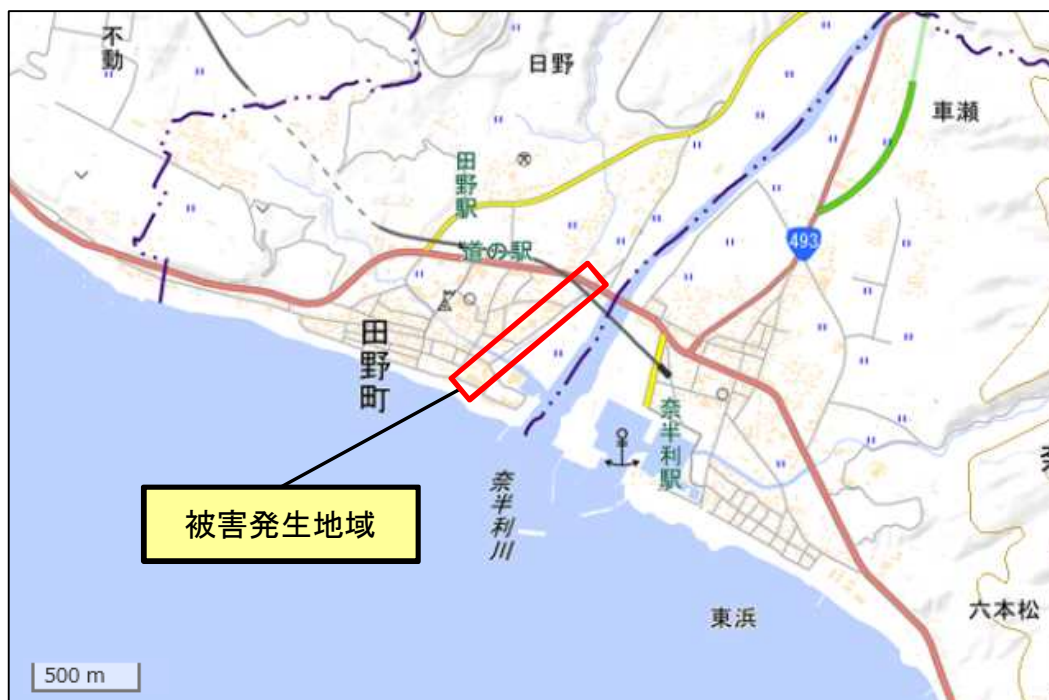 不動
日野
車瀬
田野駅
道の駅
493
田野町
奈半利駅
被害発生地域
奈半利川
東浜
六本松
500 m